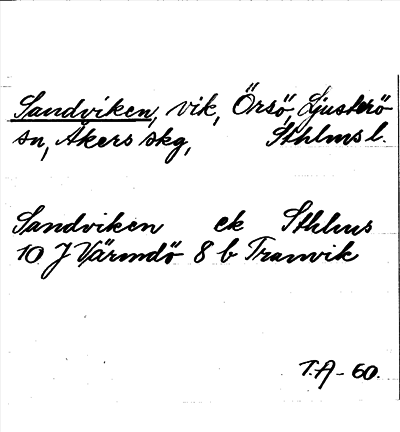 Sandviken, vik, Örsö, Ljusterö
sn, Åkers skg, Sthlms l.
Sandviken ek Sthlms
10 J Värmdö 8 b Tranvik
T.A-60.